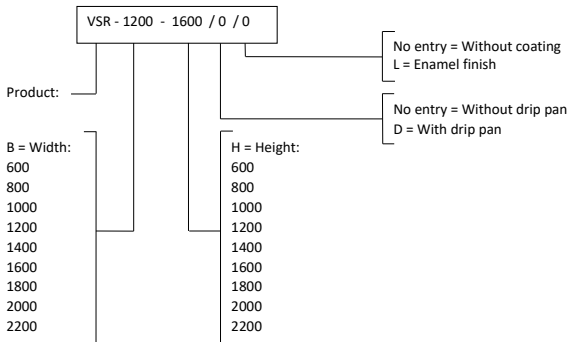 VSR - 1200 - 1600 / 0 / 0
No entry = Without coating
L = Enamel finish
Product:
No entry = Without drip pan
D = With drip pan
B = Width:
600
800
1000
1200
1400
1600
1800
2000
2200
H = Height:
600
800
1000
1200
1400
1600
1800
2000
2200